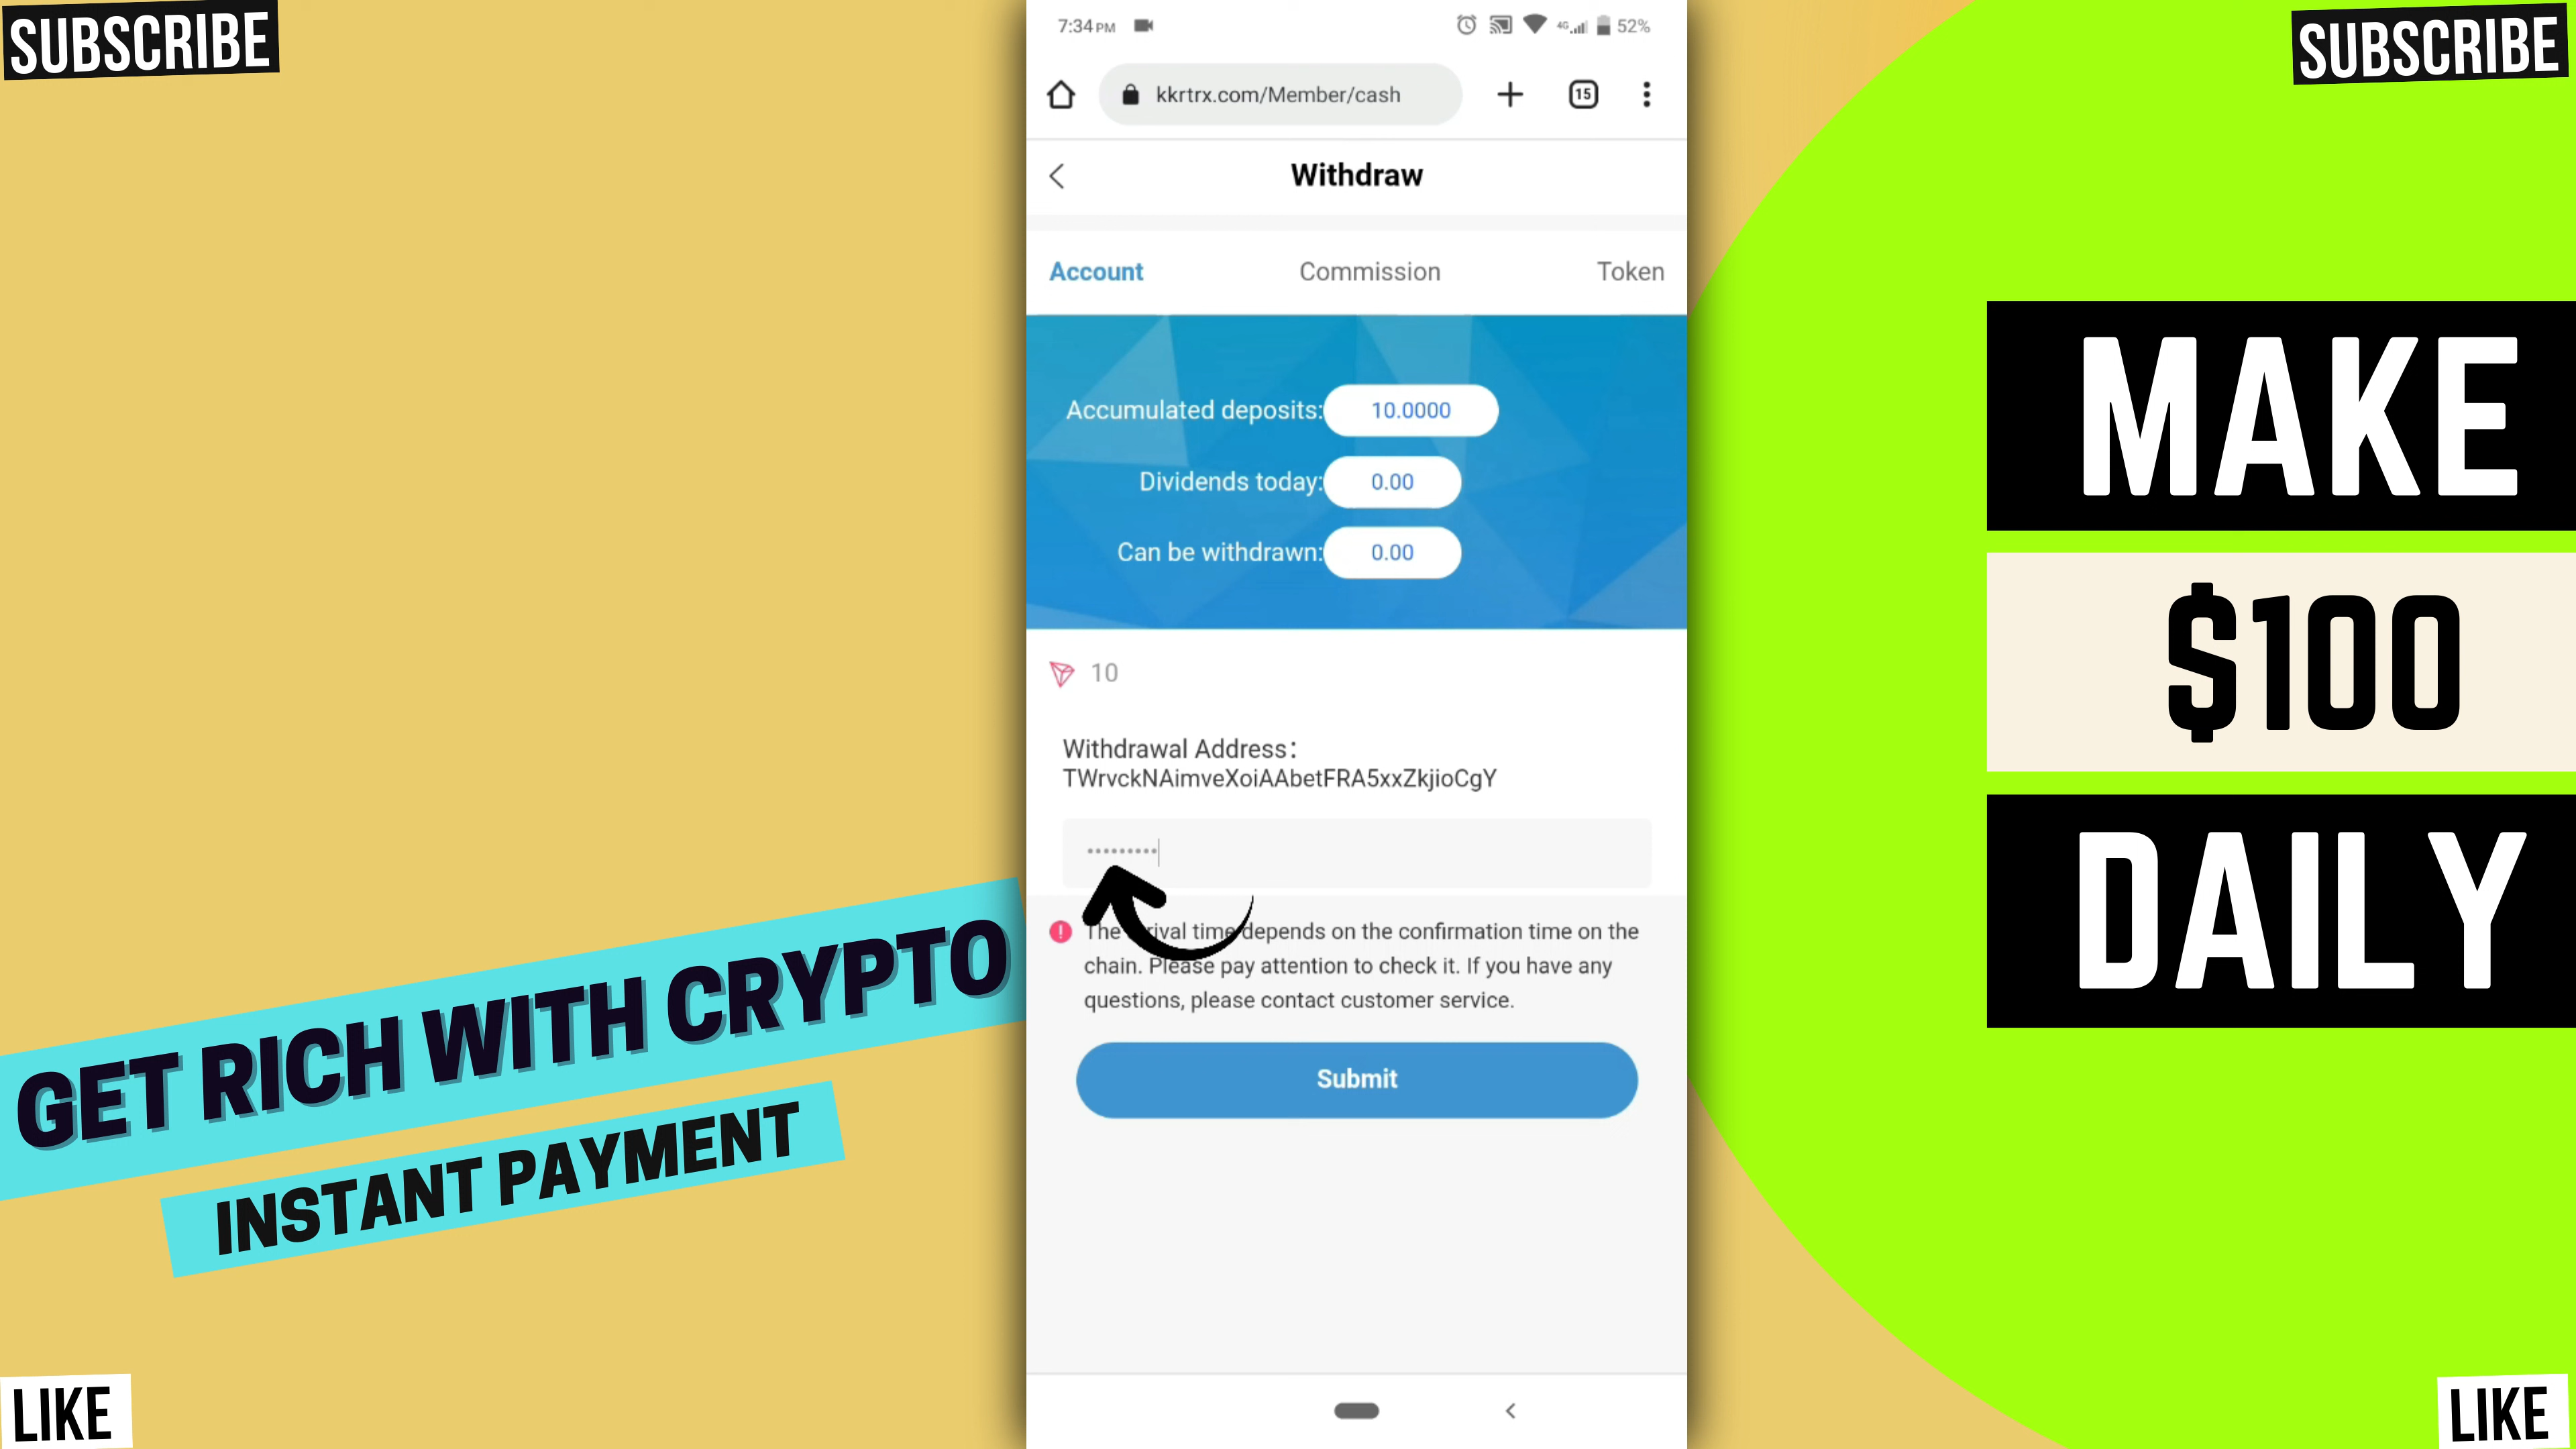 SUBSCRIBE
SUBSCRIBE
7:34 PM
4G
52%
kkrtrx.com/Member/cash
15
Withdraw
Account
Commission
Token
Accumulated deposits: 10.0000
Dividends today: 0.00
Can be withdrawn: 0.00
10
Withdrawal Address:
TWrvckNAimveXoiAAbetFRA5xxZkjioCgY
The time depends on the confirmation time on the
chain. Please pay attention to check it. If you have any
questions, please contact customer service.
Submit
MAKE
$100
DAILY
GET RICH WITH CRYPTO
INSTANT PAYMENT
LIKE
LIKE